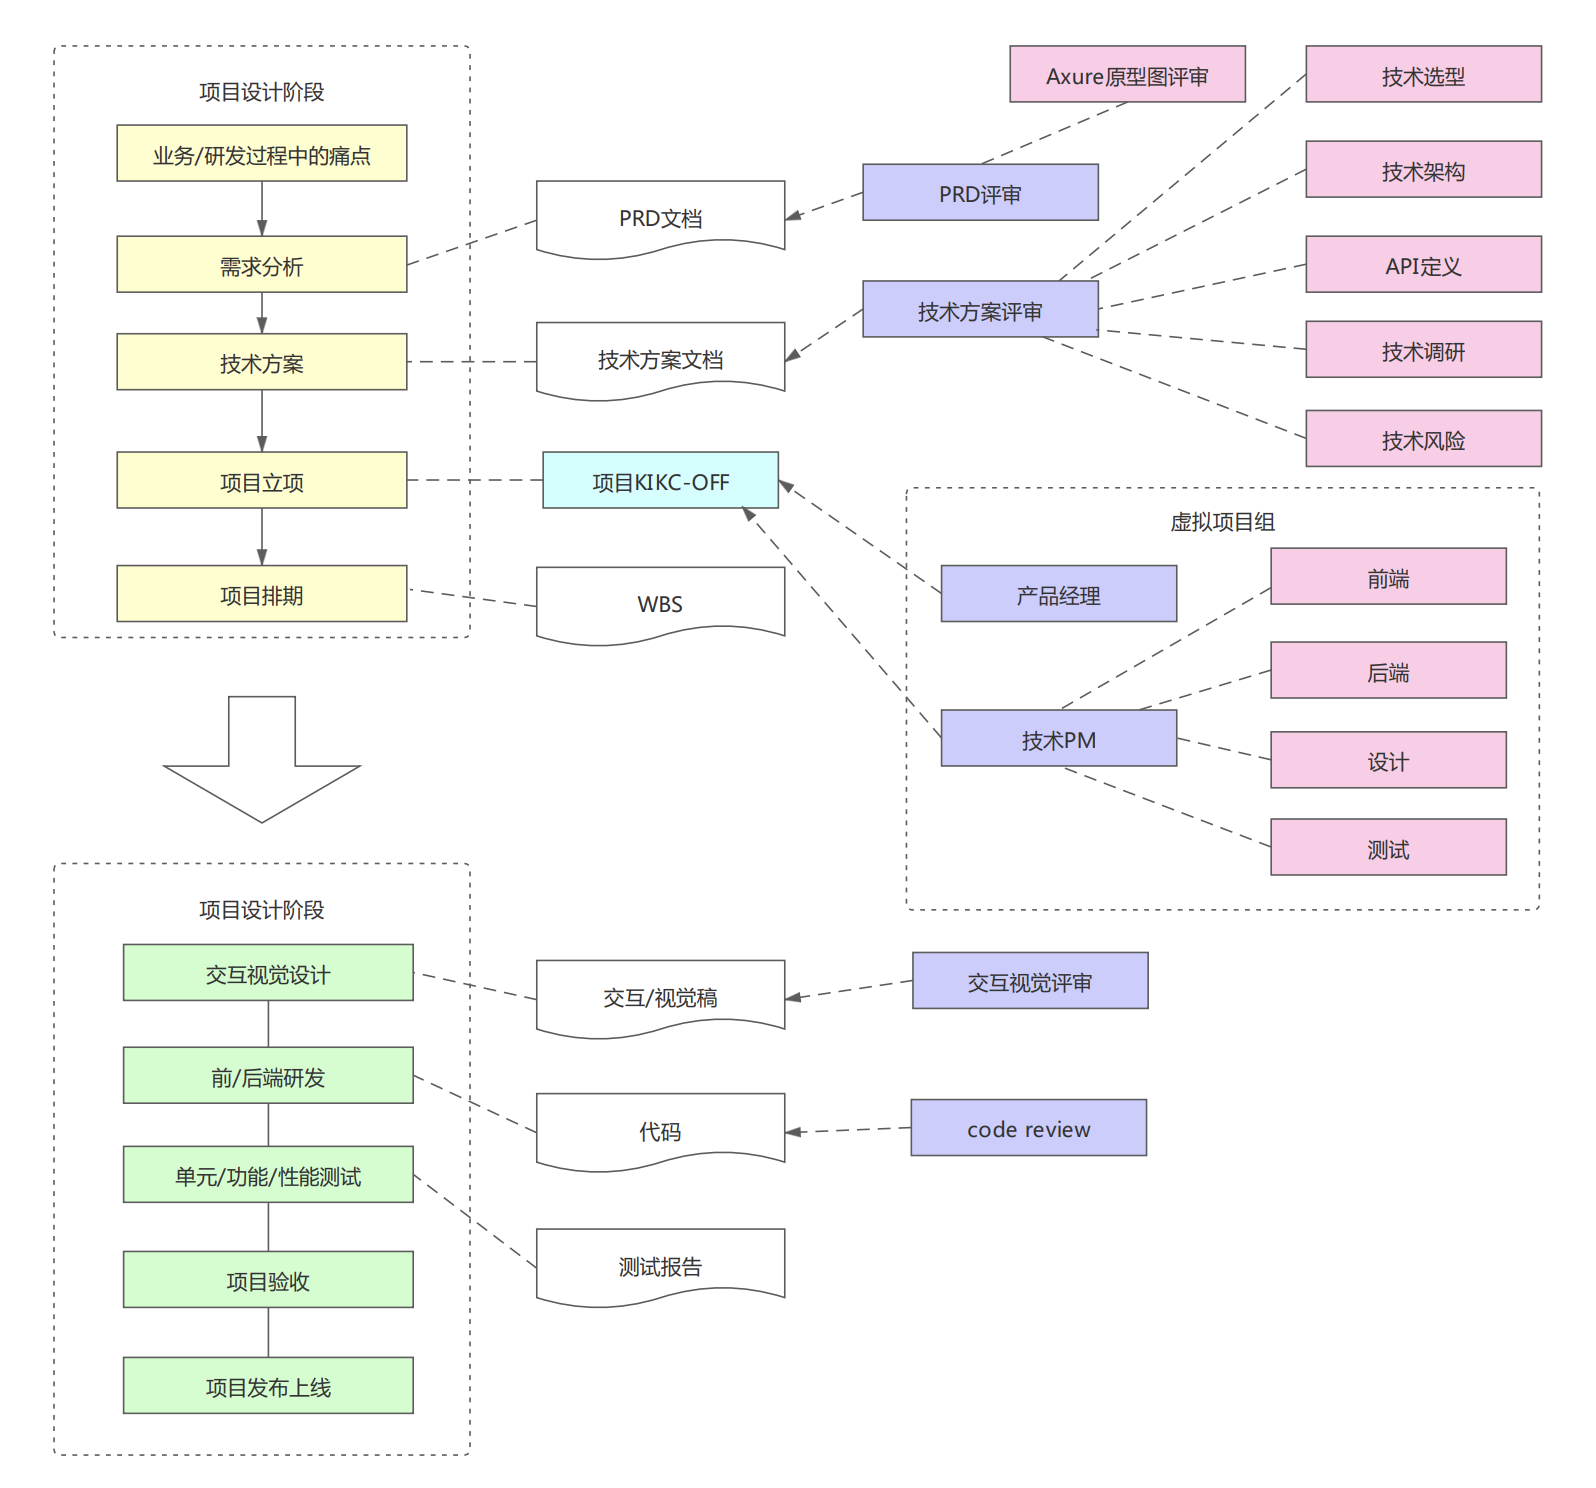 项目设计阶段
业务/研发过程中的痛点
需求分析
技术方案
项目立项
项目排期
PRD文档
技术方案文档
项目KIKC-OFF
WBS
Axure原型图评审
PRD评审
技术方案评审
技术选型
技术架构
API定义
技术调研
技术风险
虚拟项目组
产品经理
技术PM
前端
后端
设计
测试
项目设计阶段
交互视觉设计
前/后端研发
单元/功能/性能测试
项目验收
项目发布上线
交互/视觉稿
代码
测试报告
交互视觉评审
code review